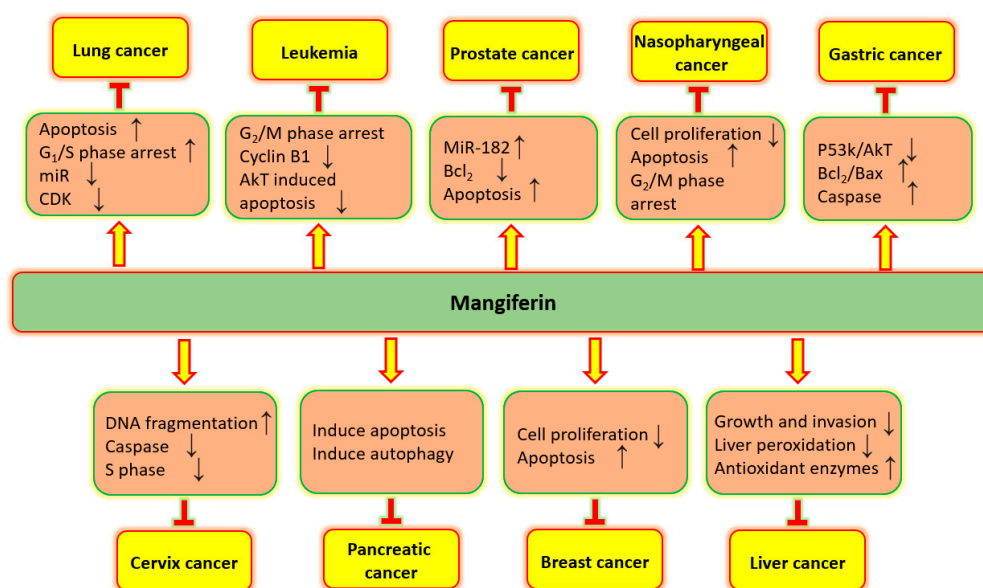 Lung cancer
Leukemia
Prostate cancer
Nasopharyngeal
cancer
Gastric cancer
Apoptosis ↑
G₁/S phase arrest ↑
miR ↓
CDK ↓
G₂/M phase arrest
Cyclin B1 ↓
AkT induced
apoptosis ↓
MiR-182 ↑
Bcl₂ ↓
Apoptosis ↑
Cell proliferation ↓
Apoptosis ↑
G₂/M phase
arrest
P53k/AkT ↓
Bcl₂/Bax ↑
Caspase ↑
Mangiferin
DNA fragmentation ↑
Caspase ↓
S phase ↓
Induce apoptosis
Induce autophagy
Cell proliferation ↓
Apoptosis ↑
Growth and invasion ↓
Liver peroxidation ↓
Antioxidant enzymes ↑
Cervix cancer
Pancreatic
cancer
Breast cancer
Liver cancer